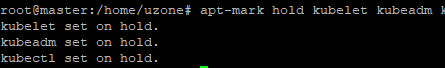 root@master:/home/uzone# apt-mark hold kubelet kubeadm k
kubelet set on hold.
kubeadm set on hold.
kubectl set on hold.